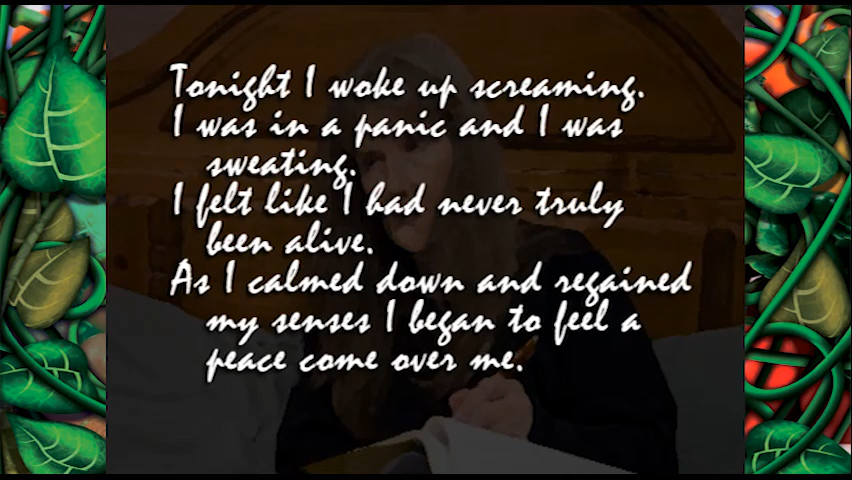 Tonight I woke up screaming.
I was in a panic and I was
sweating.
I felt like I had never truly
been alive.
As I calmed down and regained
my senses I began to feel a
peace come over me.